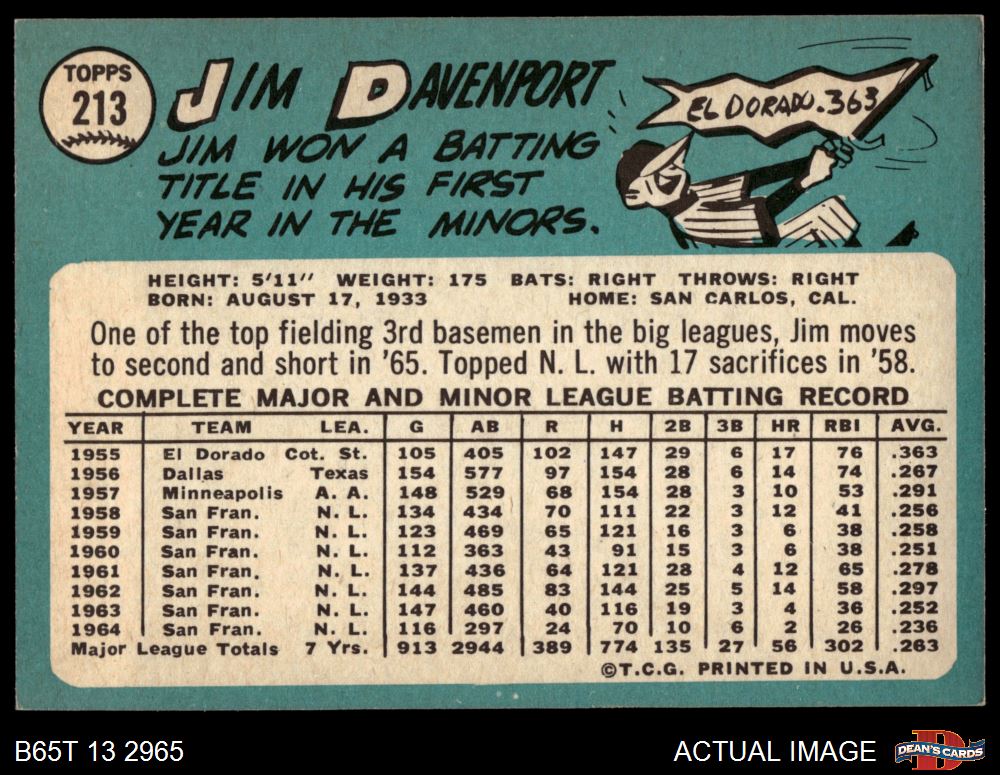 TOPPS
213
JIM DAVENPORT
JIM WON A BATTING
TITLE IN HIS FIRST
YEAR IN THE MINORS.
EL DORADO .363
HEIGHT: 5'11" WEIGHT: 175 BATS: RIGHT THROWS: RIGHT
BORN: AUGUST 17, 1933 HOME: SAN CARLOS, CAL.
One of the top fielding 3rd basemen in the big leagues, Jim moves
to second and short in '65. Topped N. L. with 17 sacrifices in '58.
COMPLETE MAJOR AND MINOR LEAGUE BATTING RECORD
YEAR TEAM LEA. G AB R H 2B 3B HR RBI AVG.
1955 El Dorado Cot. St. 105 405 102 147 29 6 17 76 .363
1956 Dallas Texas 154 577 97 154 28 6 14 74 .267
1957 Minneapolis A. A. 148 529 68 154 28 3 10 53 .291
1958 San Fran. N. L. 134 434 70 111 22 3 12 41 .256
1959 San Fran. N. L. 123 469 65 121 16 3 6 38 .258
1960 San Fran. N. L. 112 363 43 91 15 3 6 38 .251
1961 San Fran. N. L. 137 436 64 121 28 4 12 65 .278
1962 San Fran. N. L. 144 485 83 144 25 5 14 58 .297
1963 San Fran. N. L. 147 460 40 116 19 3 4 36 .252
1964 San Fran. N. L. 116 297 24 70 10 6 2 26 .236
Major League Totals 7 Yrs. 913 2944 389 774 135 27 56 302 .263
©T.C.G. PRINTED IN U.S.A.
B65T 13 2965
ACTUAL IMAGE
DEAN'S CARDS